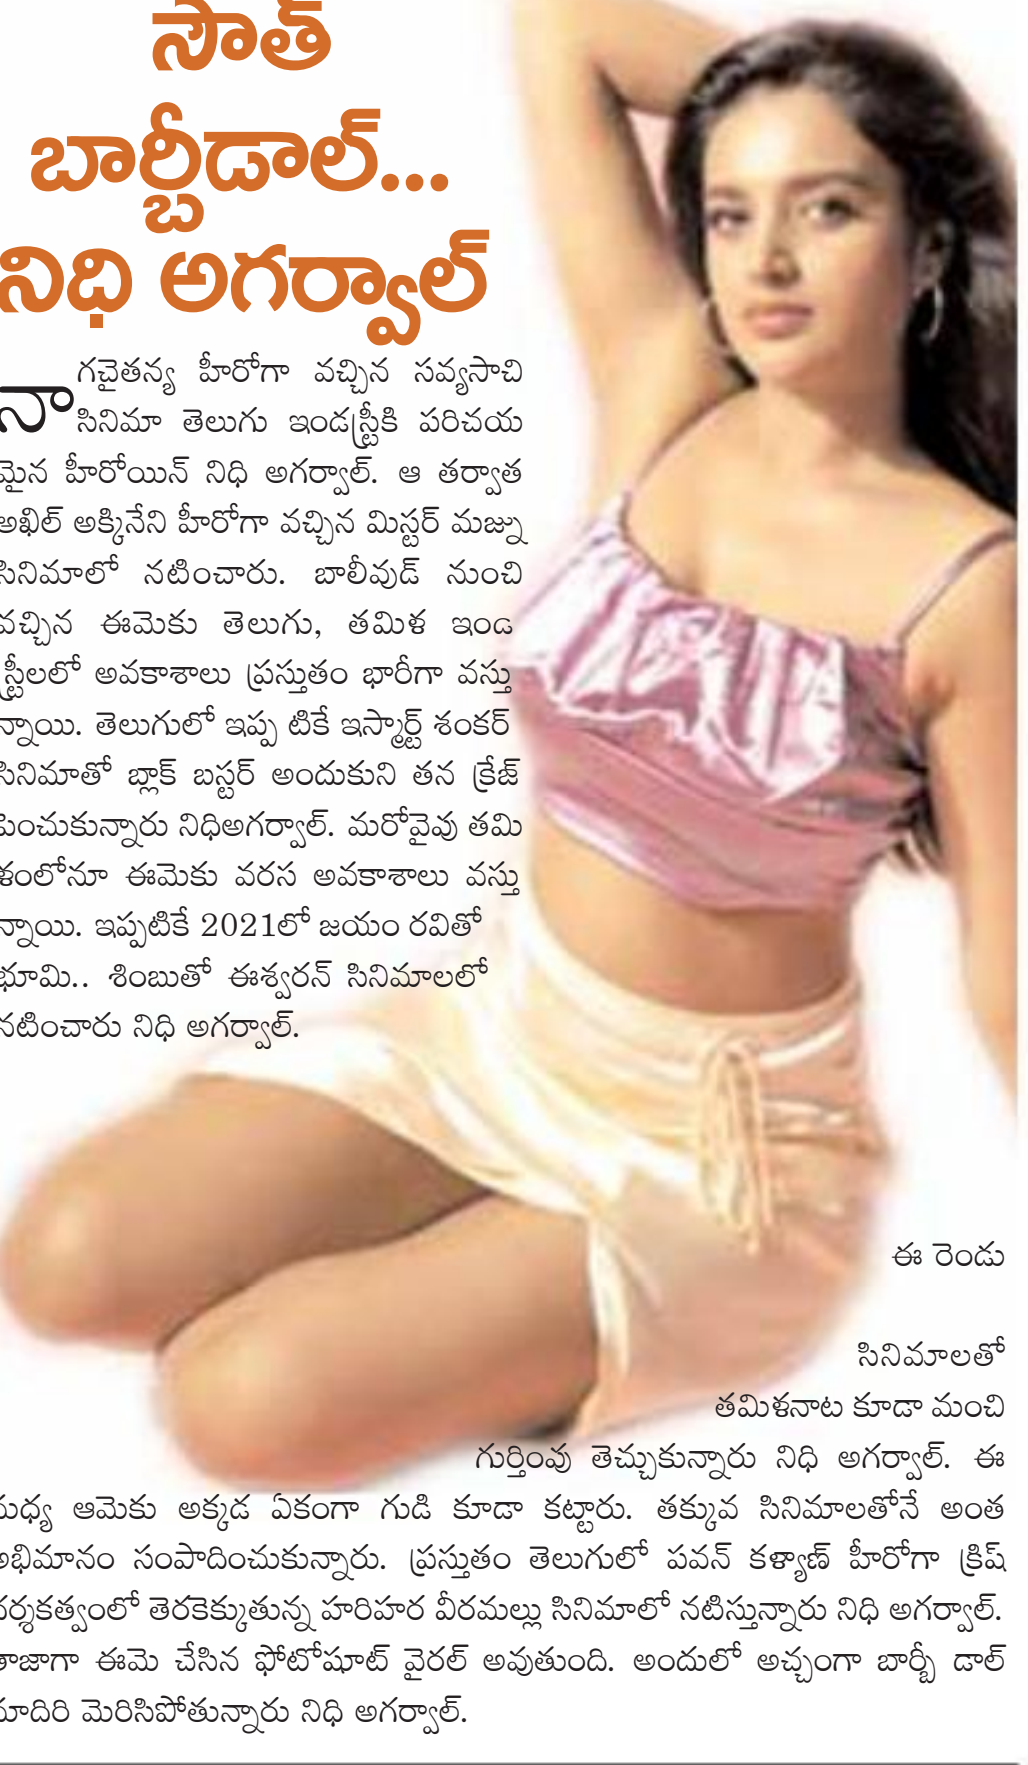 సౌత్
బార్బీడాల్...
నిధి అగర్వాల్
నాగచైతన్య హీరోగా వచ్చిన సవ్యసాచి
సినిమా తెలుగు ఇండస్ట్రీకి పరిచయ
మైన హీరోయిన్ నిధి అగర్వాల్. ఆ తర్వాత
అఖిల్ అక్కినేని హీరోగా వచ్చిన మిస్టర్ మజ్ను
సినిమాలో నటించారు. బాలీవుడ్ నుంచి
వచ్చిన ఈమెకు తెలుగు, తమిళ ఇండ
స్ట్రీలలో అవకాశాలు ప్రస్తుతం భారీగా వస్తు
న్నాయి. తెలుగులో ఇప్ప టికే ఇస్మార్ట్ శంకర్
సినిమాతో బ్లాక్ బస్టర్ అందుకుని తన క్రేజ్
పెంచుకున్నారు నిధిఅగర్వాల్. మరోవైవు తమి
ళంలోనూ ఈమెకు వరస అవకాశాలు వస్తు
న్నాయి. ఇప్పటికే 2021లో జయం రవితో
భూమి.. శింబుతో ఈశ్వరన్ సినిమాలలో
నటించారు నిధి అగర్వాల్.
ఈ రెండు
సినిమాలతో
తమిళనాట కూడా మంచి
గుర్తింవు తెచ్చుకున్నారు నిధి అగర్వాల్. ఈ
మధ్య ఆమెకు అక్కడ ఏకంగా గుడి కూడా కట్టారు. తక్కువ సినిమాలతోనే అంత
అభిమానం సంపాదించుకున్నారు. ప్రస్తుతం తెలుగులో పవన్ కళ్యాణ్ హీరోగా క్రిష్
దర్శకత్వంలో తెరకెక్కుతున్న హరిహర వీరమల్లు సినిమాలో నటిస్తున్నారు నిధి అగర్వాల్.
తాజాగా ఈమె చేసిన ఫోటోషూట్ వైరల్ అవుతుంది. అందులో అచ్చంగా బార్బీ డాల్
మాదిరి మెరిసిపోతున్నారు నిధి అగర్వాల్.